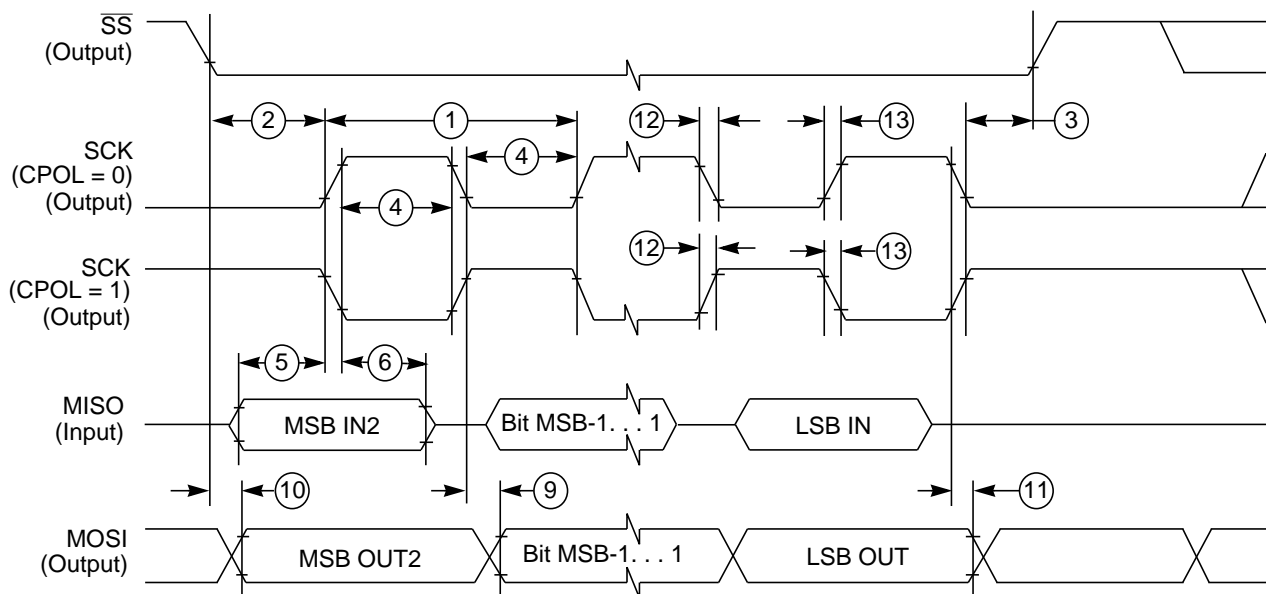 SS
(Output)
2
1
12
13
3
SCK
(CPOL = 0)
(Output)
4
4
12
13
SCK
(CPOL = 1)
(Output)
5
6
MISO
(Input)
MSB IN2
Bit MSB-1. . . 1
LSB IN
10
9
11
MOSI
(Output)
MSB OUT2
Bit MSB-1. . . 1
LSB OUT